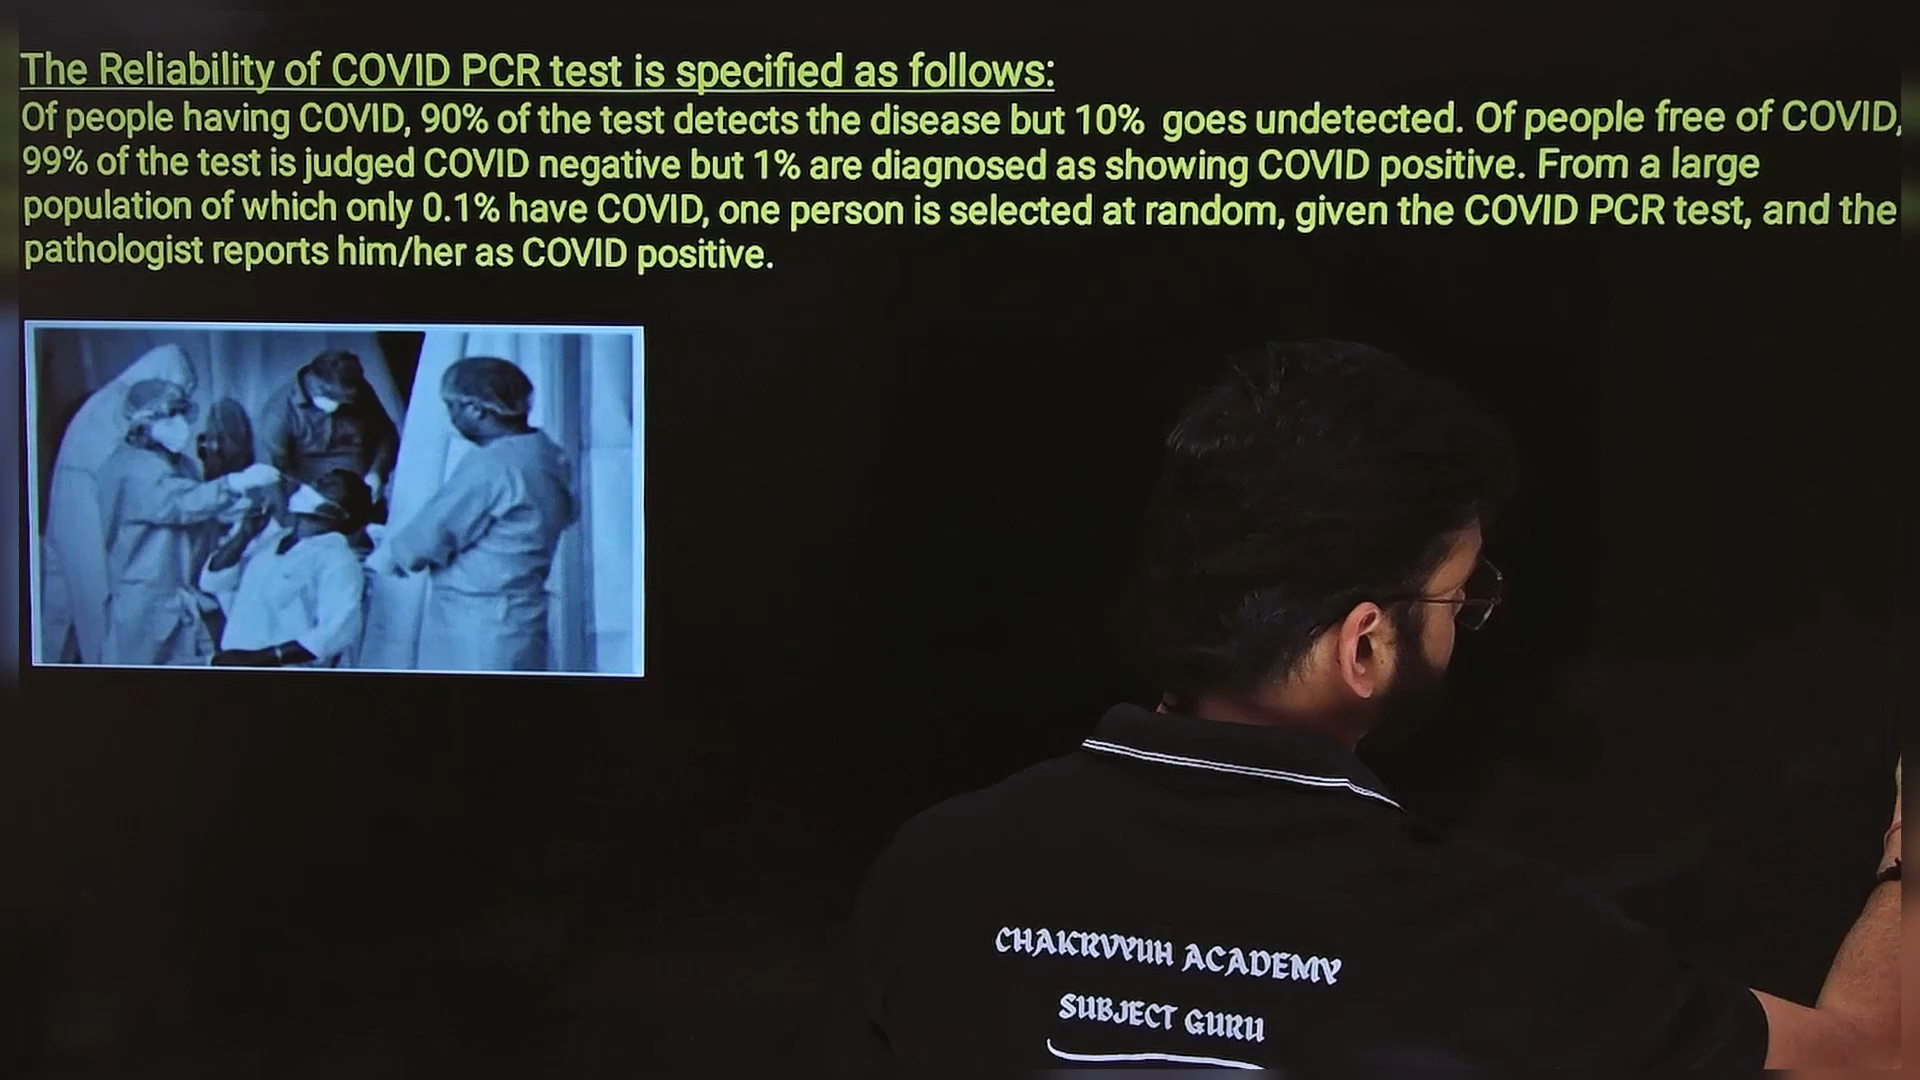 The Reliability of COVID PCR test is specified as follows:
Of people having COVID, 90% of the test detects the disease but 10% goes undetected. Of people free of COVID,
99% of the test is judged COVID negative but 1% are diagnosed as showing COVID positive. From a large
population of which only 0.1% have COVID, one person is selected at random, given the COVID PCR test, and the
pathologist reports him/her as COVID positive.
CHAKRVYUH ACADEMY
SUBJECT GURU